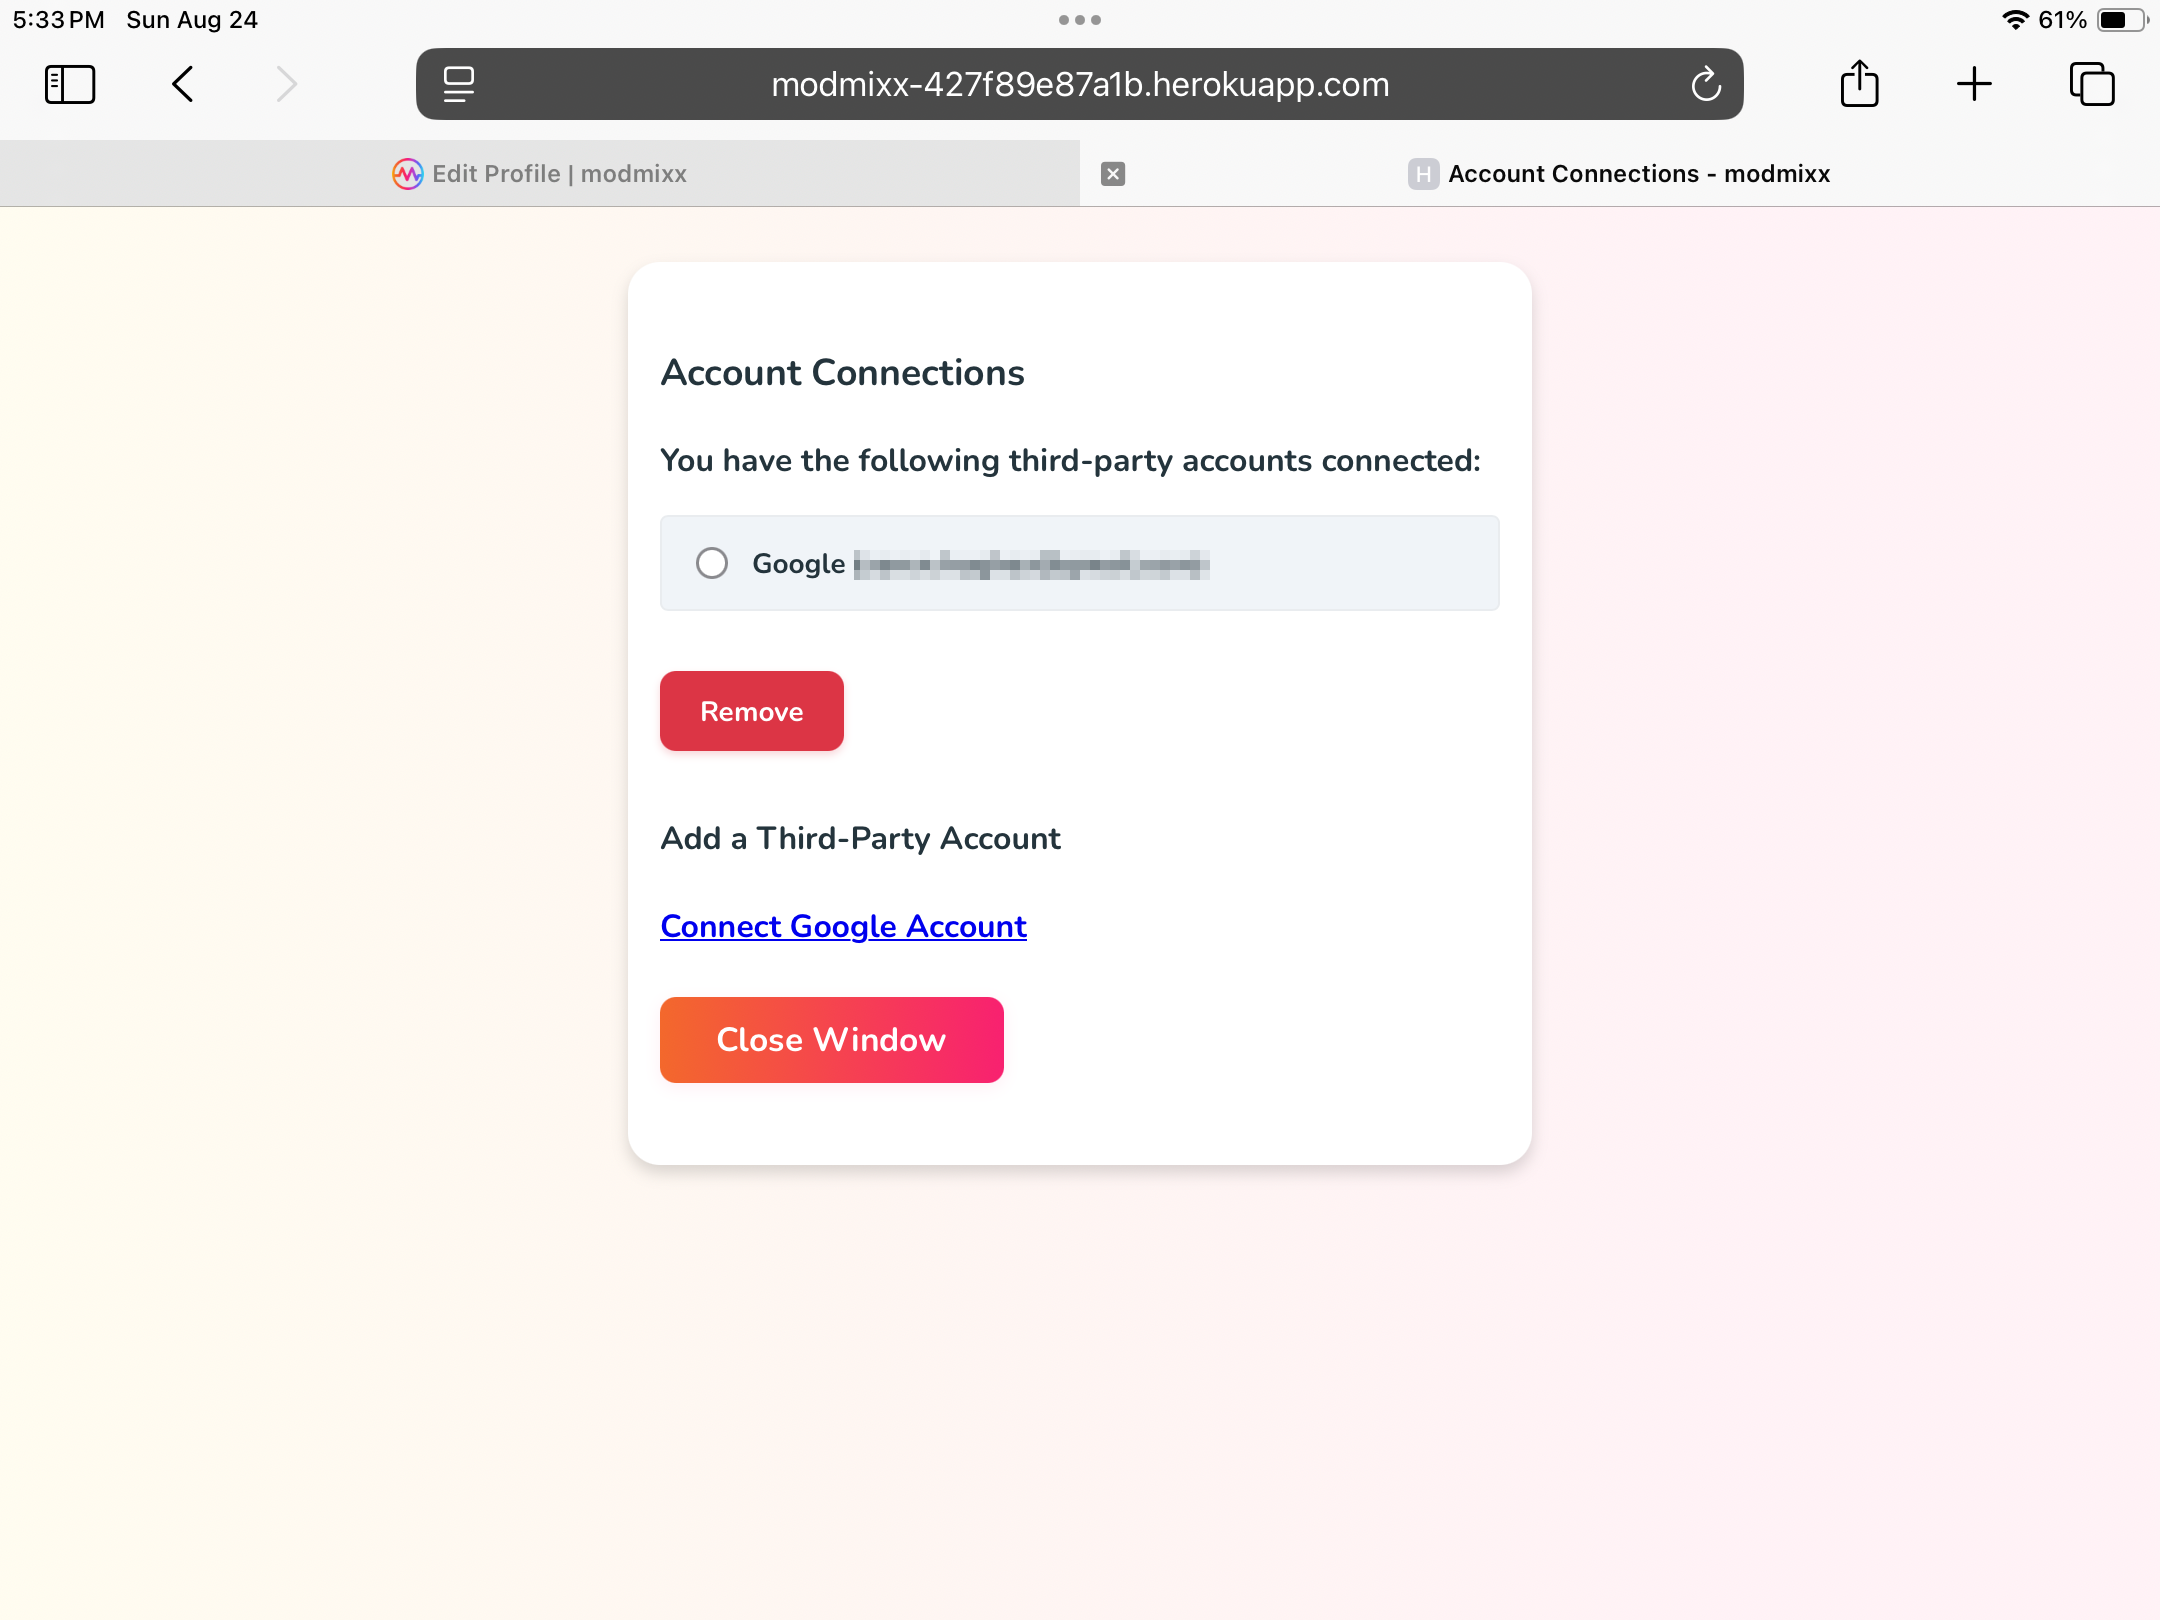 5:33 PM Sun Aug 24
61%
modmixx-427f89e87a1b.herokuapp.com
Edit Profile | modmixx
H Account Connections - modmixx
Account Connections
You have the following third-party accounts connected:
Google
Remove
Add a Third-Party Account
Connect Google Account
Close Window